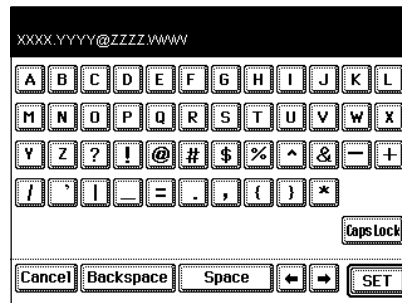 XXXX.YYYY@ZZZZ.WWW
A B C D E F G H I J K L
M N O P Q R S T U V W X
Y Z ? ! @ # $ % ^ & − +
/ ' | _ = . , { } *
Caps Lock
Cancel Backspace Space ← → SET